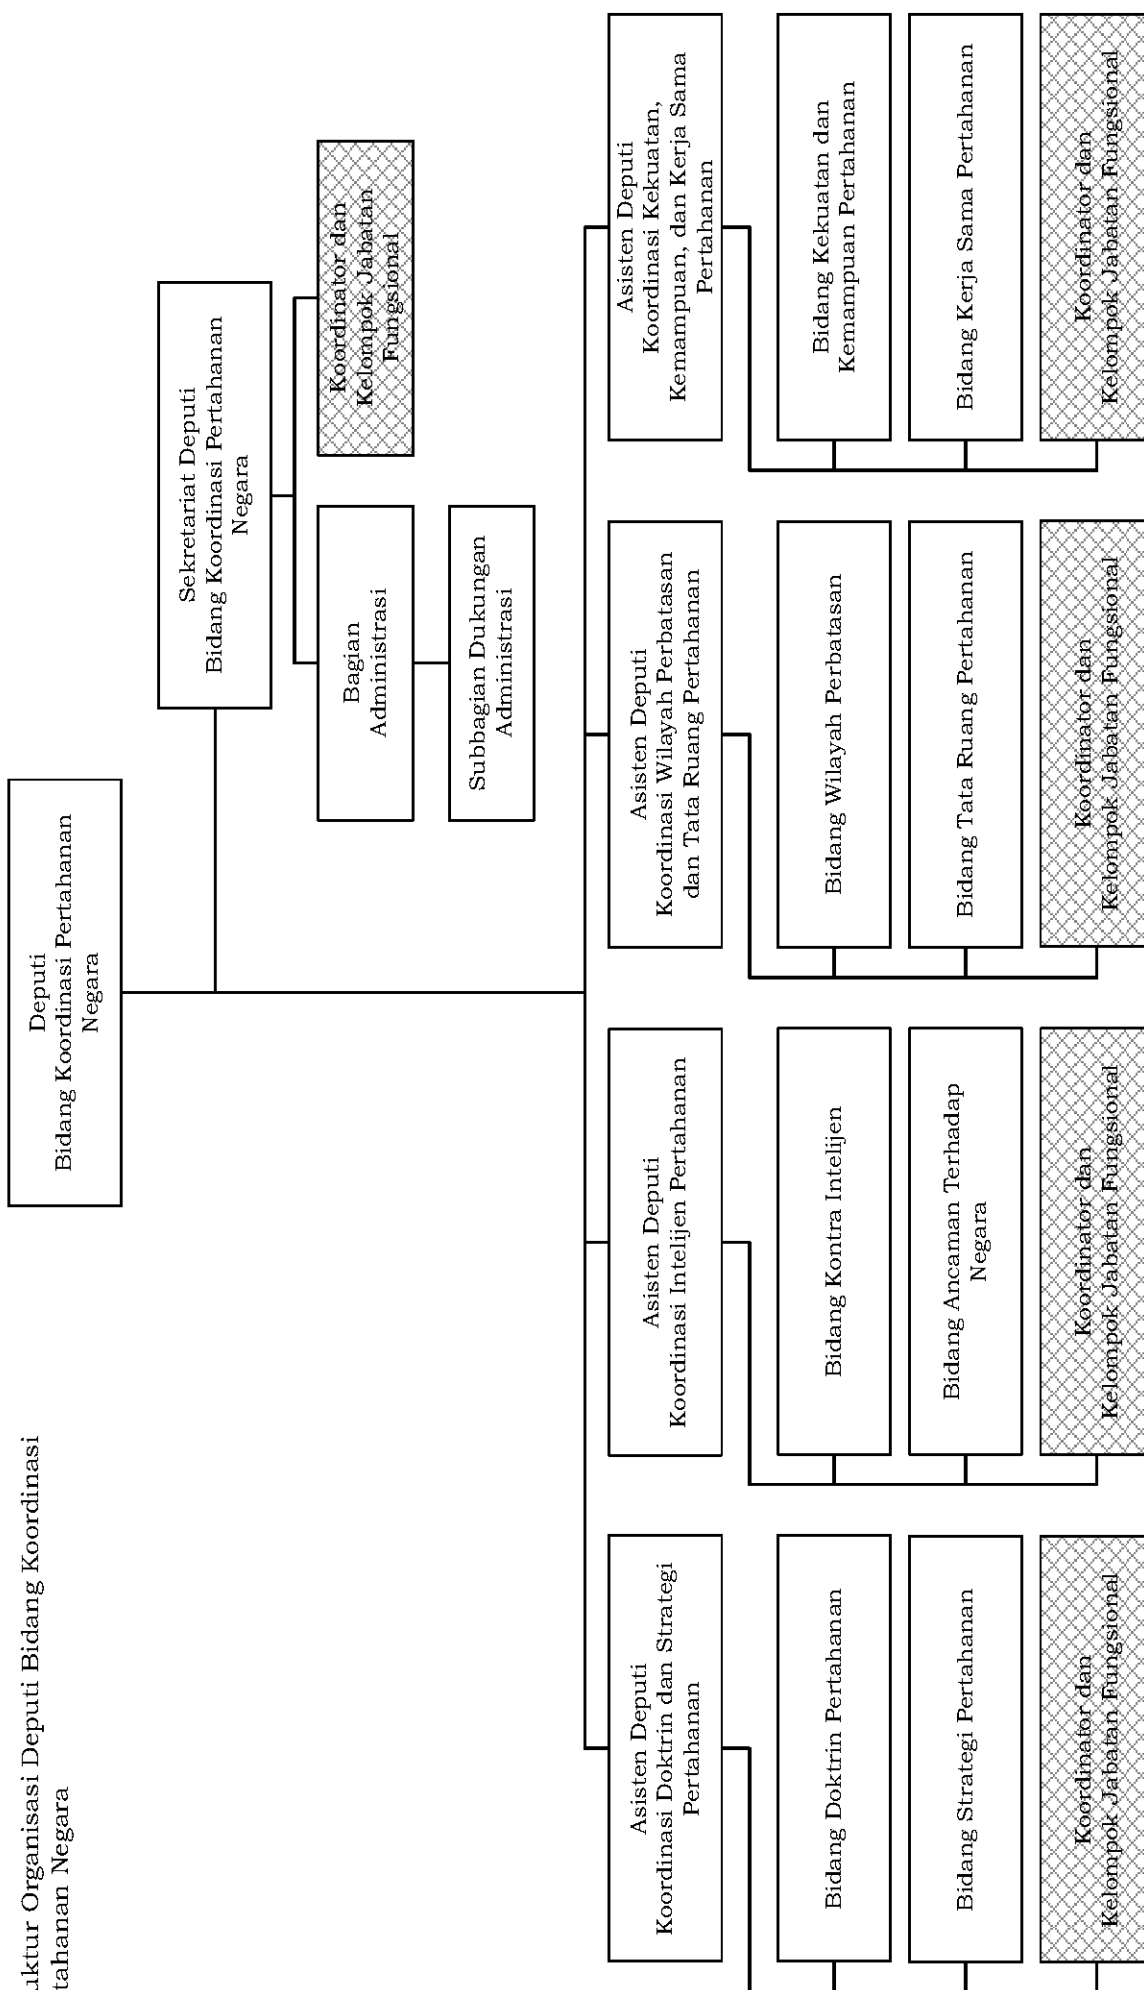 uktur Organisasi Deputi Bidang Koordinasi
tahanan Negara
Deputi
Bidang Koordinasi Pertahanan
Negara
Sekretariat Deputi
Bidang Koordinasi Pertahanan
Negara
Bagian
Administrasi
Koordinator dan
Kelompok Jabatan
Fungsional
Subbagian Dukungan
Administrasi
Asisten Deputi
Koordinasi Doktrin dan Strategi
Pertahanan
Bidang Doktrin Pertahanan
Bidang Strategi Pertahanan
Koordinator dan
Kelompok Jabatan Fungsional
Asisten Deputi
Koordinasi Intelijen Pertahanan
Bidang Kontra Intelijen
Bidang Ancaman Terhadap
Negara
Koordinator dan
Kelompok Jabatan Fungsional
Asisten Deputi
Koordinasi Wilayah Perbatasan
dan Tata Ruang Pertahanan
Bidang Wilayah Perbatasan
Bidang Tata Ruang Pertahanan
Koordinator dan
Kelompok Jabatan Fungsional
Asisten Deputi
Koordinasi Kekuatan,
Kemampuan, dan Kerja Sama
Pertahanan
Bidang Kekuatan dan
Kemampuan Pertahanan
Bidang Kerja Sama Pertahanan
Koordinator dan
Kelompok Jabatan Fungsional